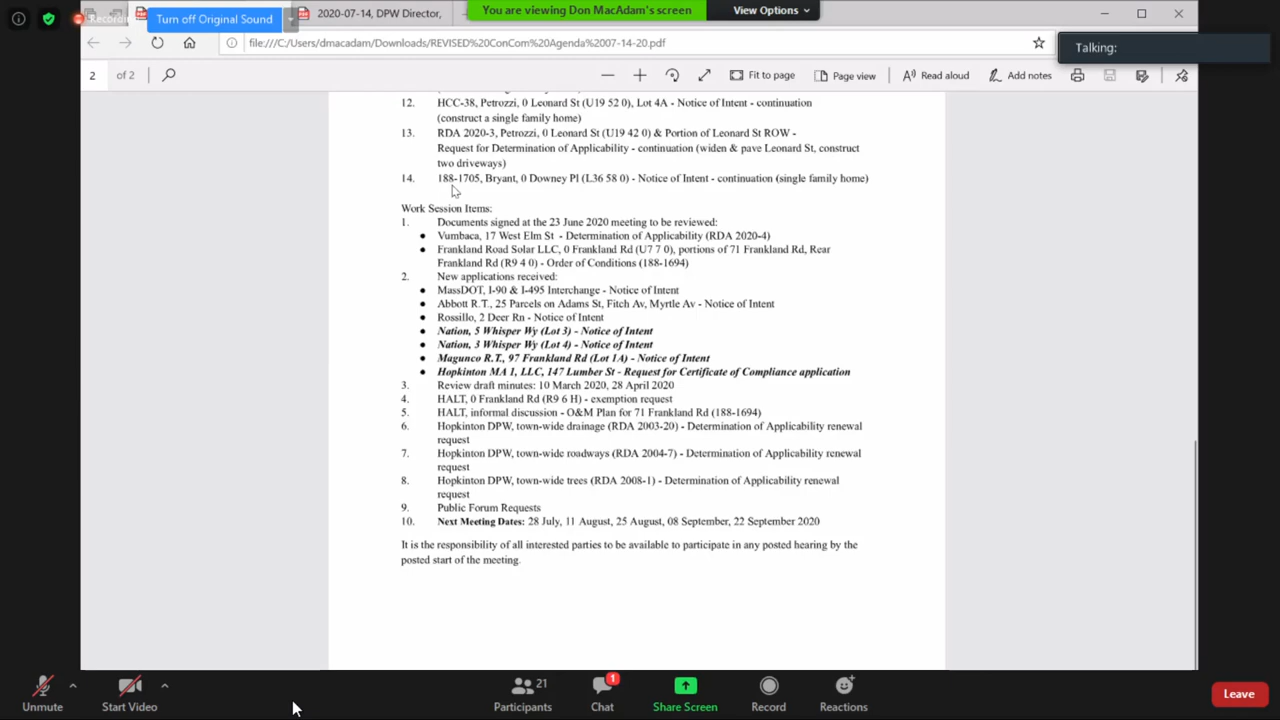 Recording
Turn off Original Sound
2020-07-14, DPW Director,
You are viewing Don MacAdam's screen
View Options
file:///C:/Users/dmacadam/Downloads/REVISED%20ConCom%20Agenda%2007-14-20.pdf
Talking:
2 of 2
Fit to page
Page view
Read aloud
Add notes
12. HCC-38, Petrozzi, 0 Leonard St (U19 52 0), Lot 4A - Notice of Intent - continuation
(construct a single family home)
13. RDA 2020-3, Petrozzi, 0 Leonard St (U19 42 0) & Portion of Leonard St ROW -
Request for Determination of Applicability - continuation (widen & pave Leonard St, construct
two driveways)
14. 188-1705, Bryant, 0 Downey Pl (L36 58 0) - Notice of Intent - continuation (single family home)
Work Session Items:
1. Documents signed at the 23 June 2020 meeting to be reviewed:
● Vumbaca, 17 West Elm St - Determination of Applicability (RDA 2020-4)
● Frankland Road Solar LLC, 0 Frankland Rd (U7 7 0), portions of 71 Frankland Rd, Rear
Frankland Rd (R9 4 0) - Order of Conditions (188-1694)
2. New applications received:
● MassDOT, I-90 & I-495 Interchange - Notice of Intent
● Abbott R.T., 25 Parcels on Adams St, Fitch Av, Myrtle Av - Notice of Intent
● Rossillo, 2 Deer Rn - Notice of Intent
● Nation, 5 Whisper Wy (Lot 3) - Notice of Intent
● Nation, 3 Whisper Wy (Lot 4) - Notice of Intent
● Magunco R.T., 97 Frankland Rd (Lot 1A) - Notice of Intent
● Hopkinton MA 1, LLC, 147 Lumber St - Request for Certificate of Compliance application
3. Review draft minutes: 10 March 2020, 28 April 2020
4. HALT, 0 Frankland Rd (R9 6 H) - exemption request
5. HALT, informal discussion - O&M Plan for 71 Frankland Rd (188-1694)
6. Hopkinton DPW, town-wide drainage (RDA 2003-20) - Determination of Applicability renewal
request
7. Hopkinton DPW, town-wide roadways (RDA 2004-7) - Determination of Applicability renewal
request
8. Hopkinton DPW, town-wide trees (RDA 2008-1) - Determination of Applicability renewal
request
9. Public Forum Requests
10. Next Meeting Dates: 28 July, 11 August, 25 August, 08 September, 22 September 2020
It is the responsibility of all interested parties to be available to participate in any posted hearing by the
posted start of the meeting.
Unmute
Start Video
21
Participants
1
Chat
Share Screen
Record
Reactions
Leave